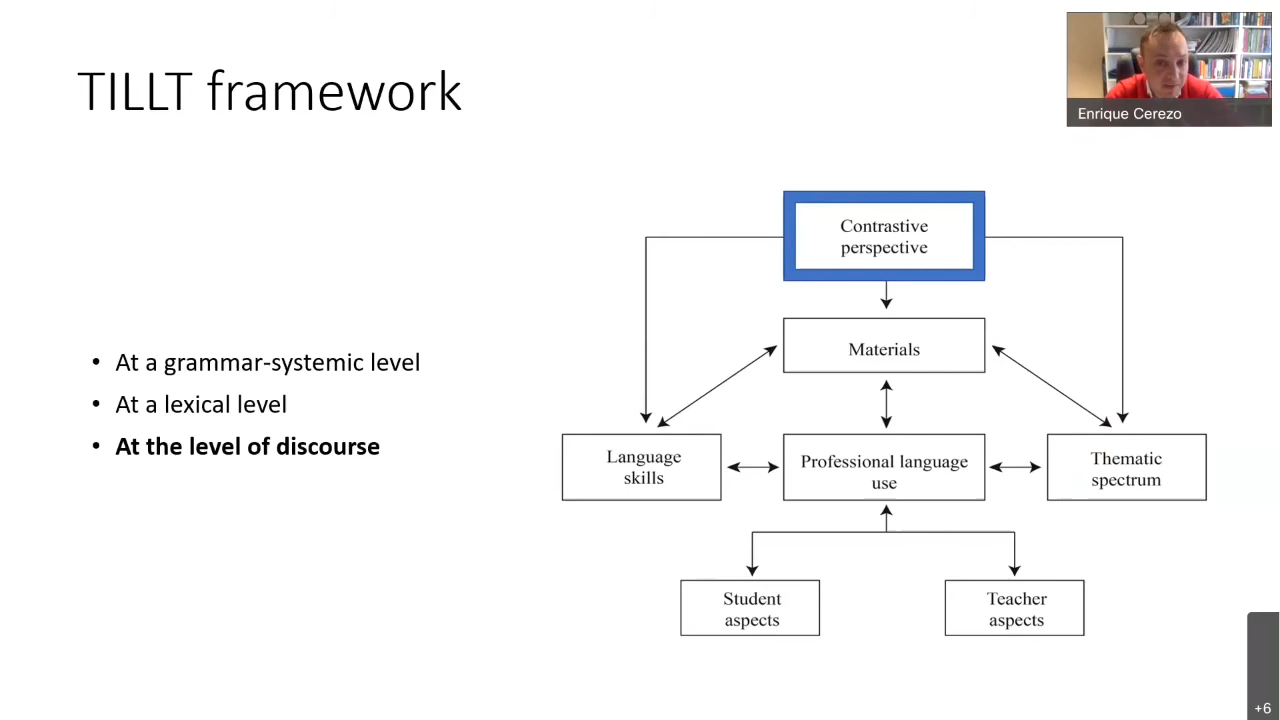 TILLT framework
Enrique Cerezo
• At a grammar-systemic level
• At a lexical level
• At the level of discourse
Contrastive
perspective
Materials
Language
skills
Professional language
use
Thematic
spectrum
Student
aspects
Teacher
aspects
+6